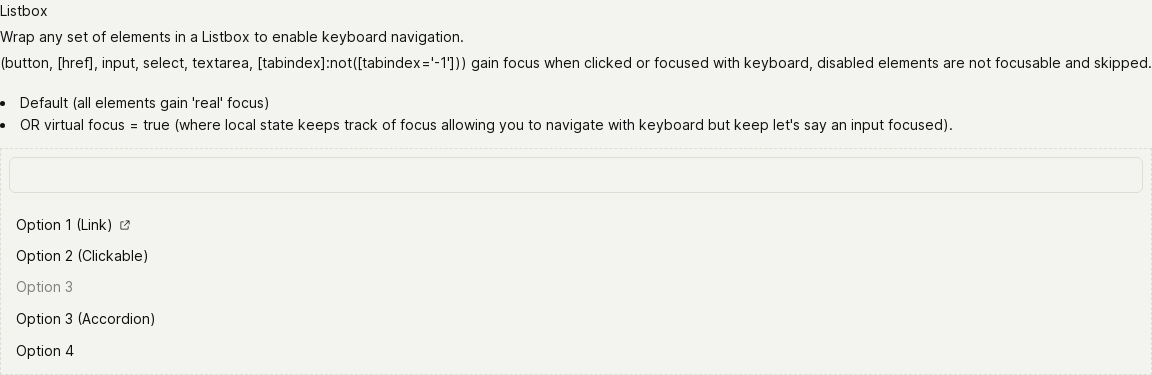 Listbox
Wrap any set of elements in a Listbox to enable keyboard navigation.
(button, [href], input, select, textarea, [tabindex]:not([tabindex='-1'])) gain focus when clicked or focused with keyboard, disabled elements are not focusable and skipped.
• Default (all elements gain 'real' focus)
• OR virtual focus = true (where local state keeps track of focus allowing you to navigate with keyboard but keep let's say an input focused).
Option 1 (Link)
Option 2 (Clickable)
Option 3
Option 3 (Accordion)
Option 4